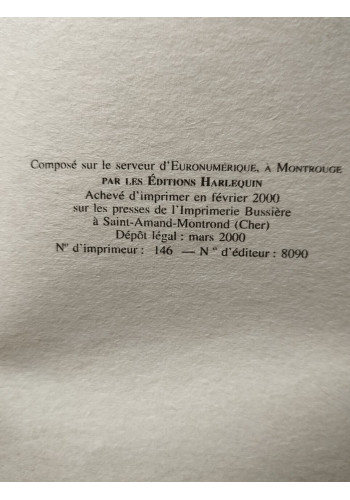 Composé sur le serveur d'EURONUMÉRIQUE, À MONTROUGE
PAR LES ÉDITIONS HARLEQUIN
Achevé d'imprimer en février 2000
sur les presses de l'Imprimerie Bussière
à Saint-Amand-Montrond (Cher)
Dépôt légal : mars 2000
N° d'imprimeur : 146 — N° d'éditeur : 8090